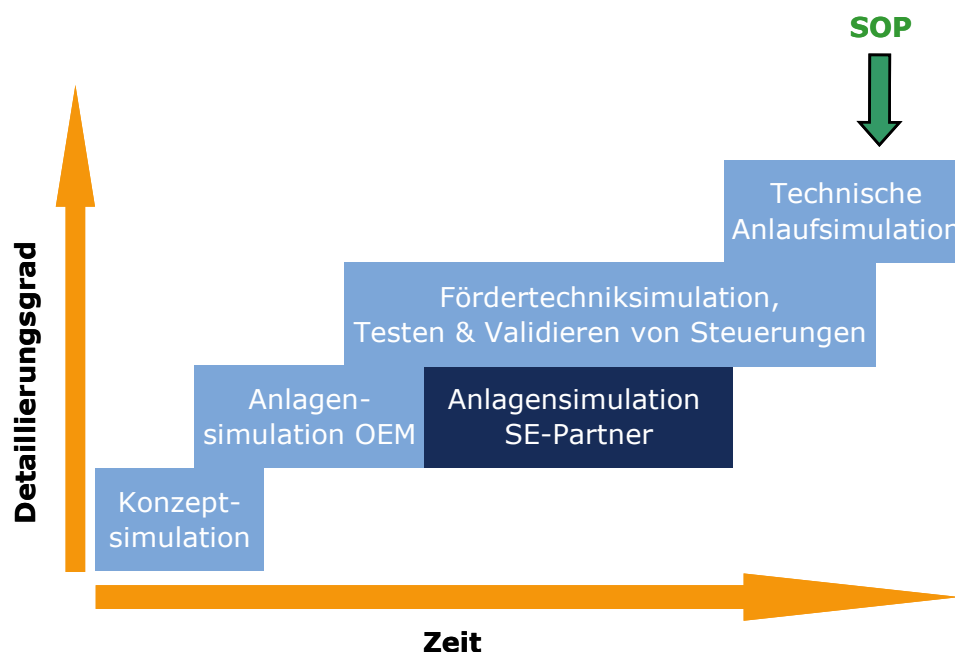 SOP
Technische
Anlaufsimulation
Fördertechniksimulation,
Testen & Validieren von Steuerungen
Anlagen-
simulation OEM
Anlagensimulation
SE-Partner
Konzept-
simulation
Detaillierungsgrad
Zeit